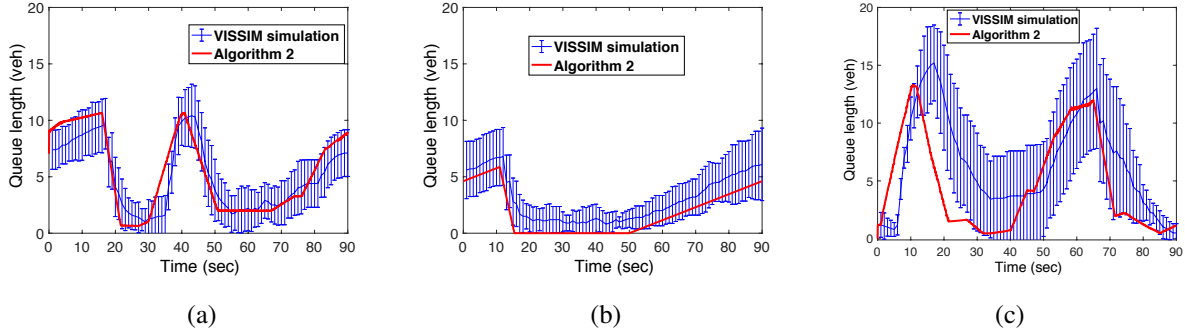 20
15
10
5
0
Queue length (veh)
VISSIM simulation
Algorithm 2
0 10 20 30 40 50 60 70 80 90
Time (sec)
(a)
20
15
10
5
0
Queue length (veh)
VISSIM simulation
Algorithm 2
0 10 20 30 40 50 60 70 80 90
Time (sec)
(b)
20
15
10
5
0
Queue length (veh)
VISSIM simulation
Algorithm 2
0 10 20 30 40 50 60 70 80 90
Time (sec)
(c)